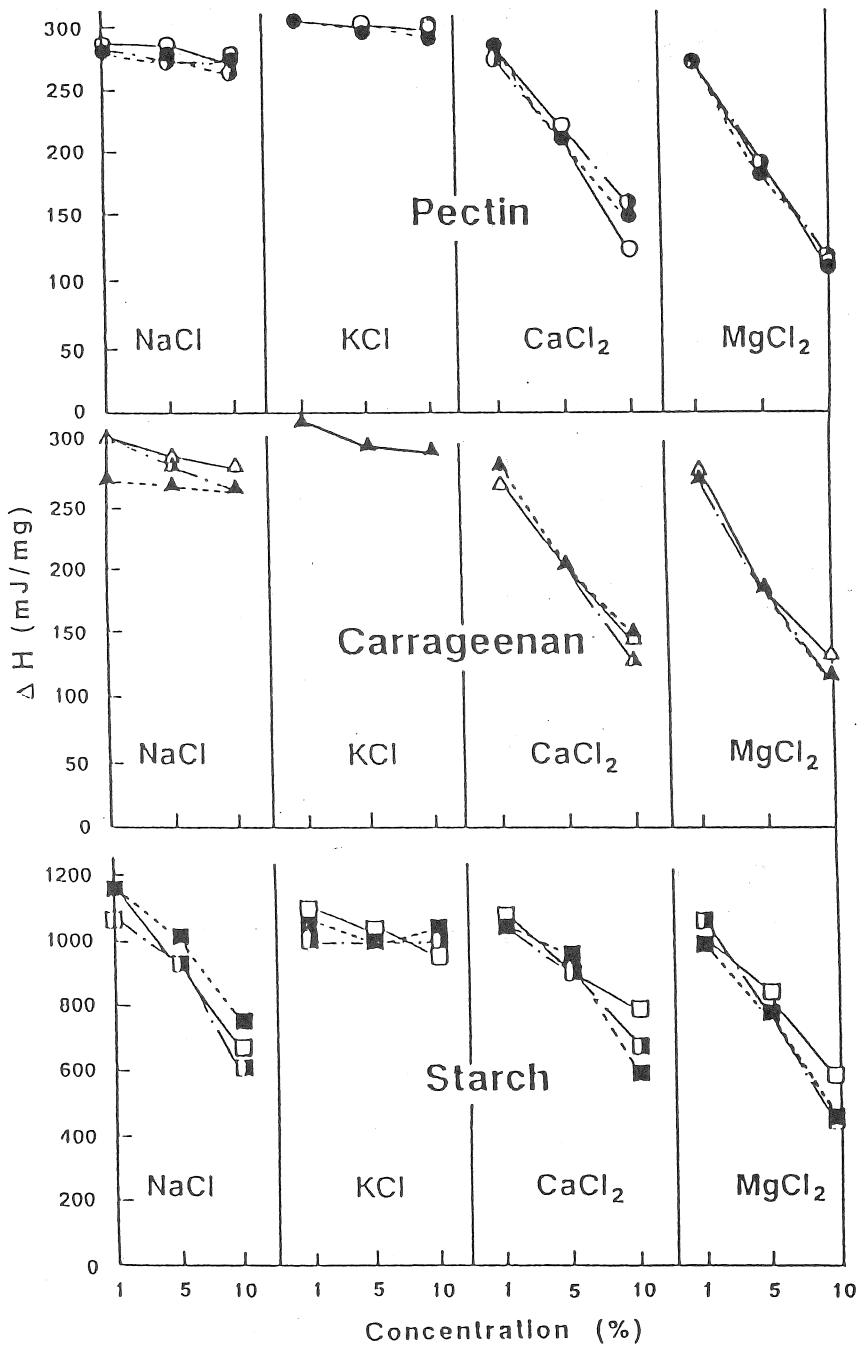 300
250
200
150
100
50
0
Pectin
NaCl KCl CaCl2 MgCl2
300
250
200
150
100
50
0
Carrageenan
NaCl KCl CaCl2 MgCl2
Δ H (mJ/mg)
1200
1000
800
600
400
200
0
Starch
NaCl KCl CaCl2 MgCl2
1 5 10 1 5 10 1 5 10 1 5 10
Concentration (%)